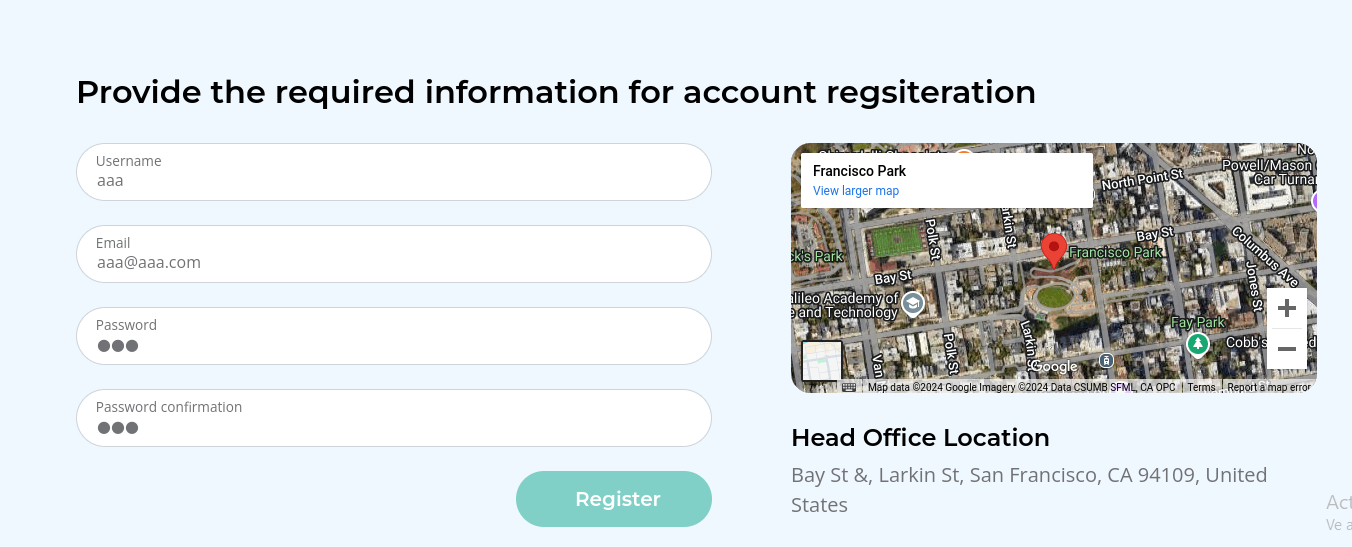 Provide the required information for account regsiteration
Username
aaa
Email
aaa@aaa.com
Password
Password confirmation
Register
Francisco Park
View larger map
North Point St
Powell/Mason
Car Turna
Polk St
Larkin St
Bay St
Francisco Park
Columbus Ave
ck's Park
Bay St
Jones St
alileo Academy of
e and Technology
Fay Park
Cobb's
Polk St
Larkin S
Van
Google
Map data ©2024 Google Imagery ©2024 Data CSUMB SFML, CA OPC
Terms
Report a map error
Head Office Location
Bay St &, Larkin St, San Francisco, CA 94109, United
States
Act
Ve a